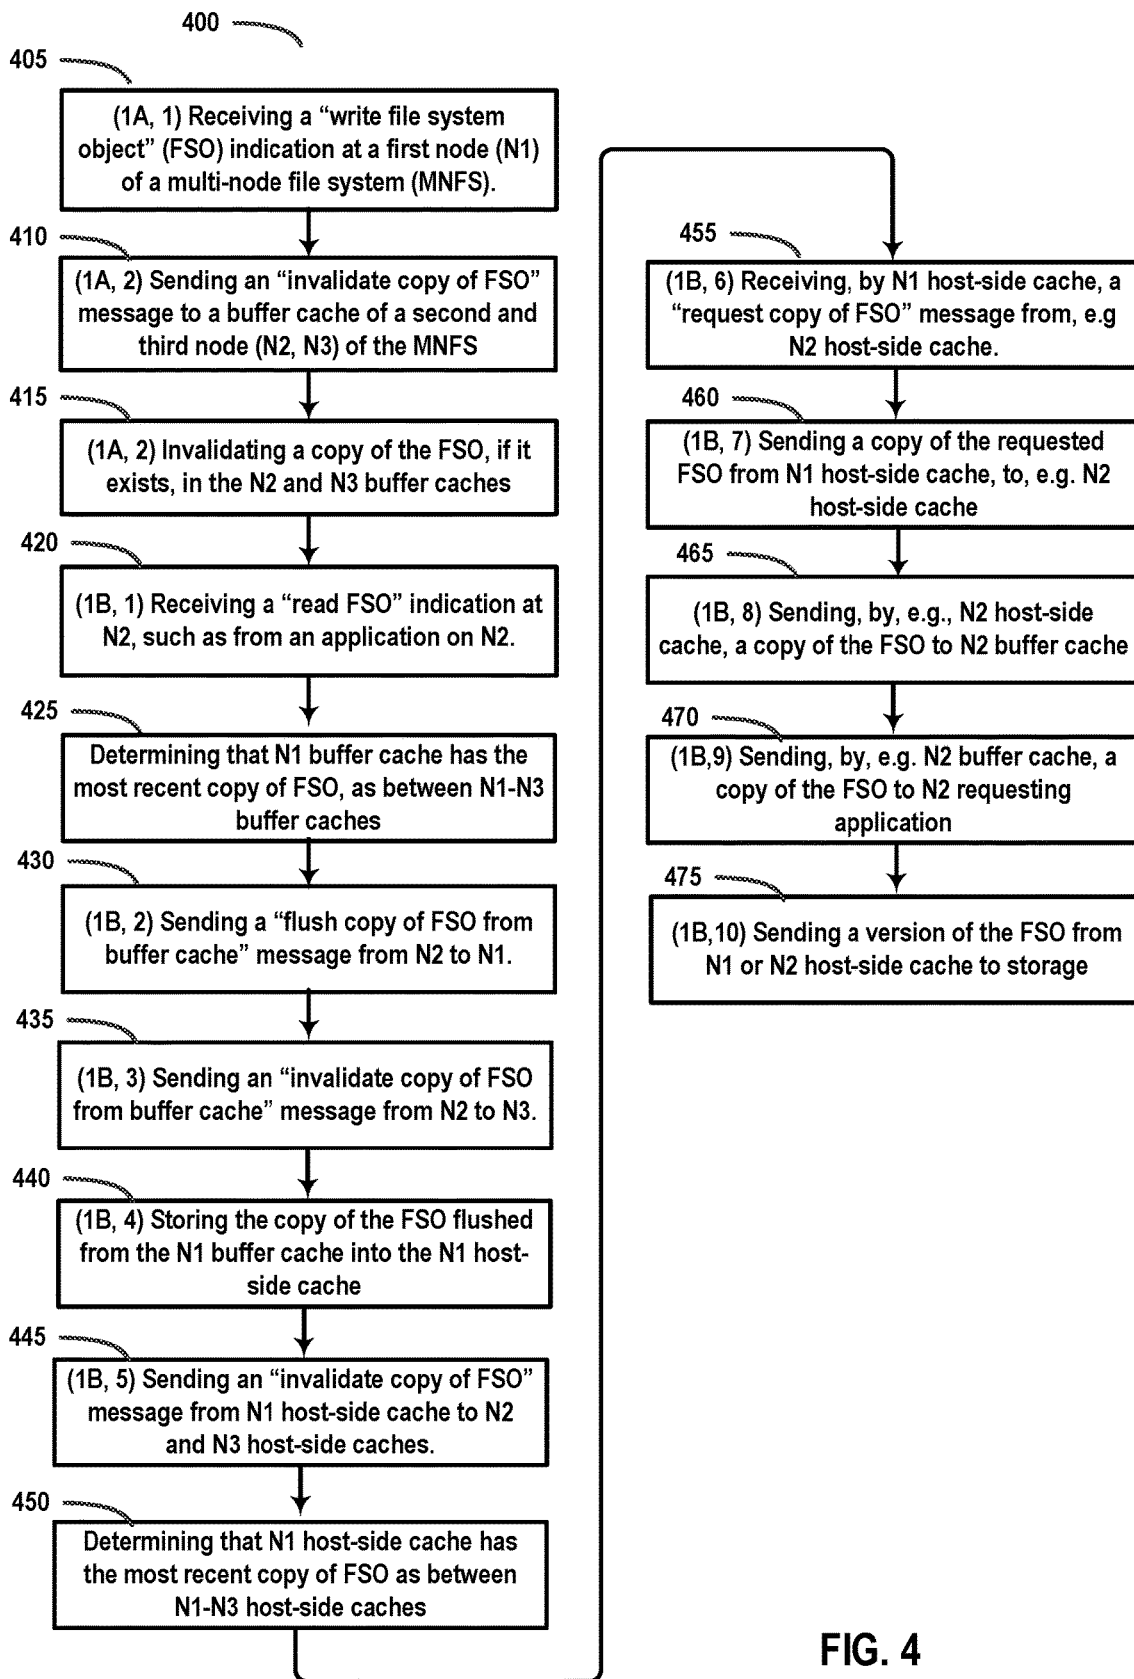 400
405
(1A, 1) Receiving a “write file system
object” (FSO) indication at a first node (N1)
of a multi-node file system (MNFS).
410
(1A, 2) Sending an “invalidate copy of FSO”
message to a buffer cache of a second and
third node (N2, N3) of the MNFS
415
(1A, 2) Invalidating a copy of the FSO, if it
exists, in the N2 and N3 buffer caches
420
(1B, 1) Receiving a “read FSO” indication at
N2, such as from an application on N2.
425
Determining that N1 buffer cache has the
most recent copy of FSO, as between N1-N3
buffer caches
430
(1B, 2) Sending a “flush copy of FSO from
buffer cache” message from N2 to N1.
435
(1B, 3) Sending an “invalidate copy of FSO
from buffer cache” message from N2 to N3.
440
(1B, 4) Storing the copy of the FSO flushed
from the N1 buffer cache into the N1 host-
side cache
445
(1B, 5) Sending an “invalidate copy of FSO”
message from N1 host-side cache to N2
and N3 host-side caches.
450
Determining that N1 host-side cache has
the most recent copy of FSO as between
N1-N3 host-side caches
455
(1B, 6) Receiving, by N1 host-side cache, a
“request copy of FSO” message from, e.g
N2 host-side cache.
460
(1B, 7) Sending a copy of the requested
FSO from N1 host-side cache, to, e.g. N2
host-side cache
465
(1B, 8) Sending, by, e.g., N2 host-side
cache, a copy of the FSO to N2 buffer cache
470
(1B,9) Sending, by, e.g. N2 buffer cache, a
copy of the FSO to N2 requesting
application
475
(1B,10) Sending a version of the FSO from
N1 or N2 host-side cache to storage
FIG. 4